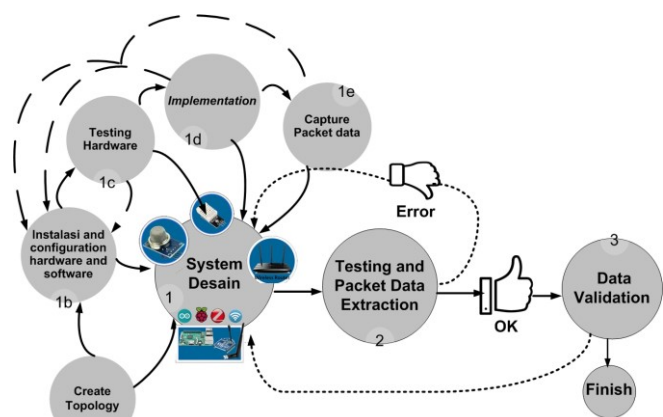 1e
Implementation
1d
Capture
Packet data
Testing
Hardware
1c
Error
Instalasi and
configuration
hardware and
software
1b
System
Desain
1
Testing and
Packet Data
Extraction
2
OK
3
Data
Validation
Create
Topology
Finish